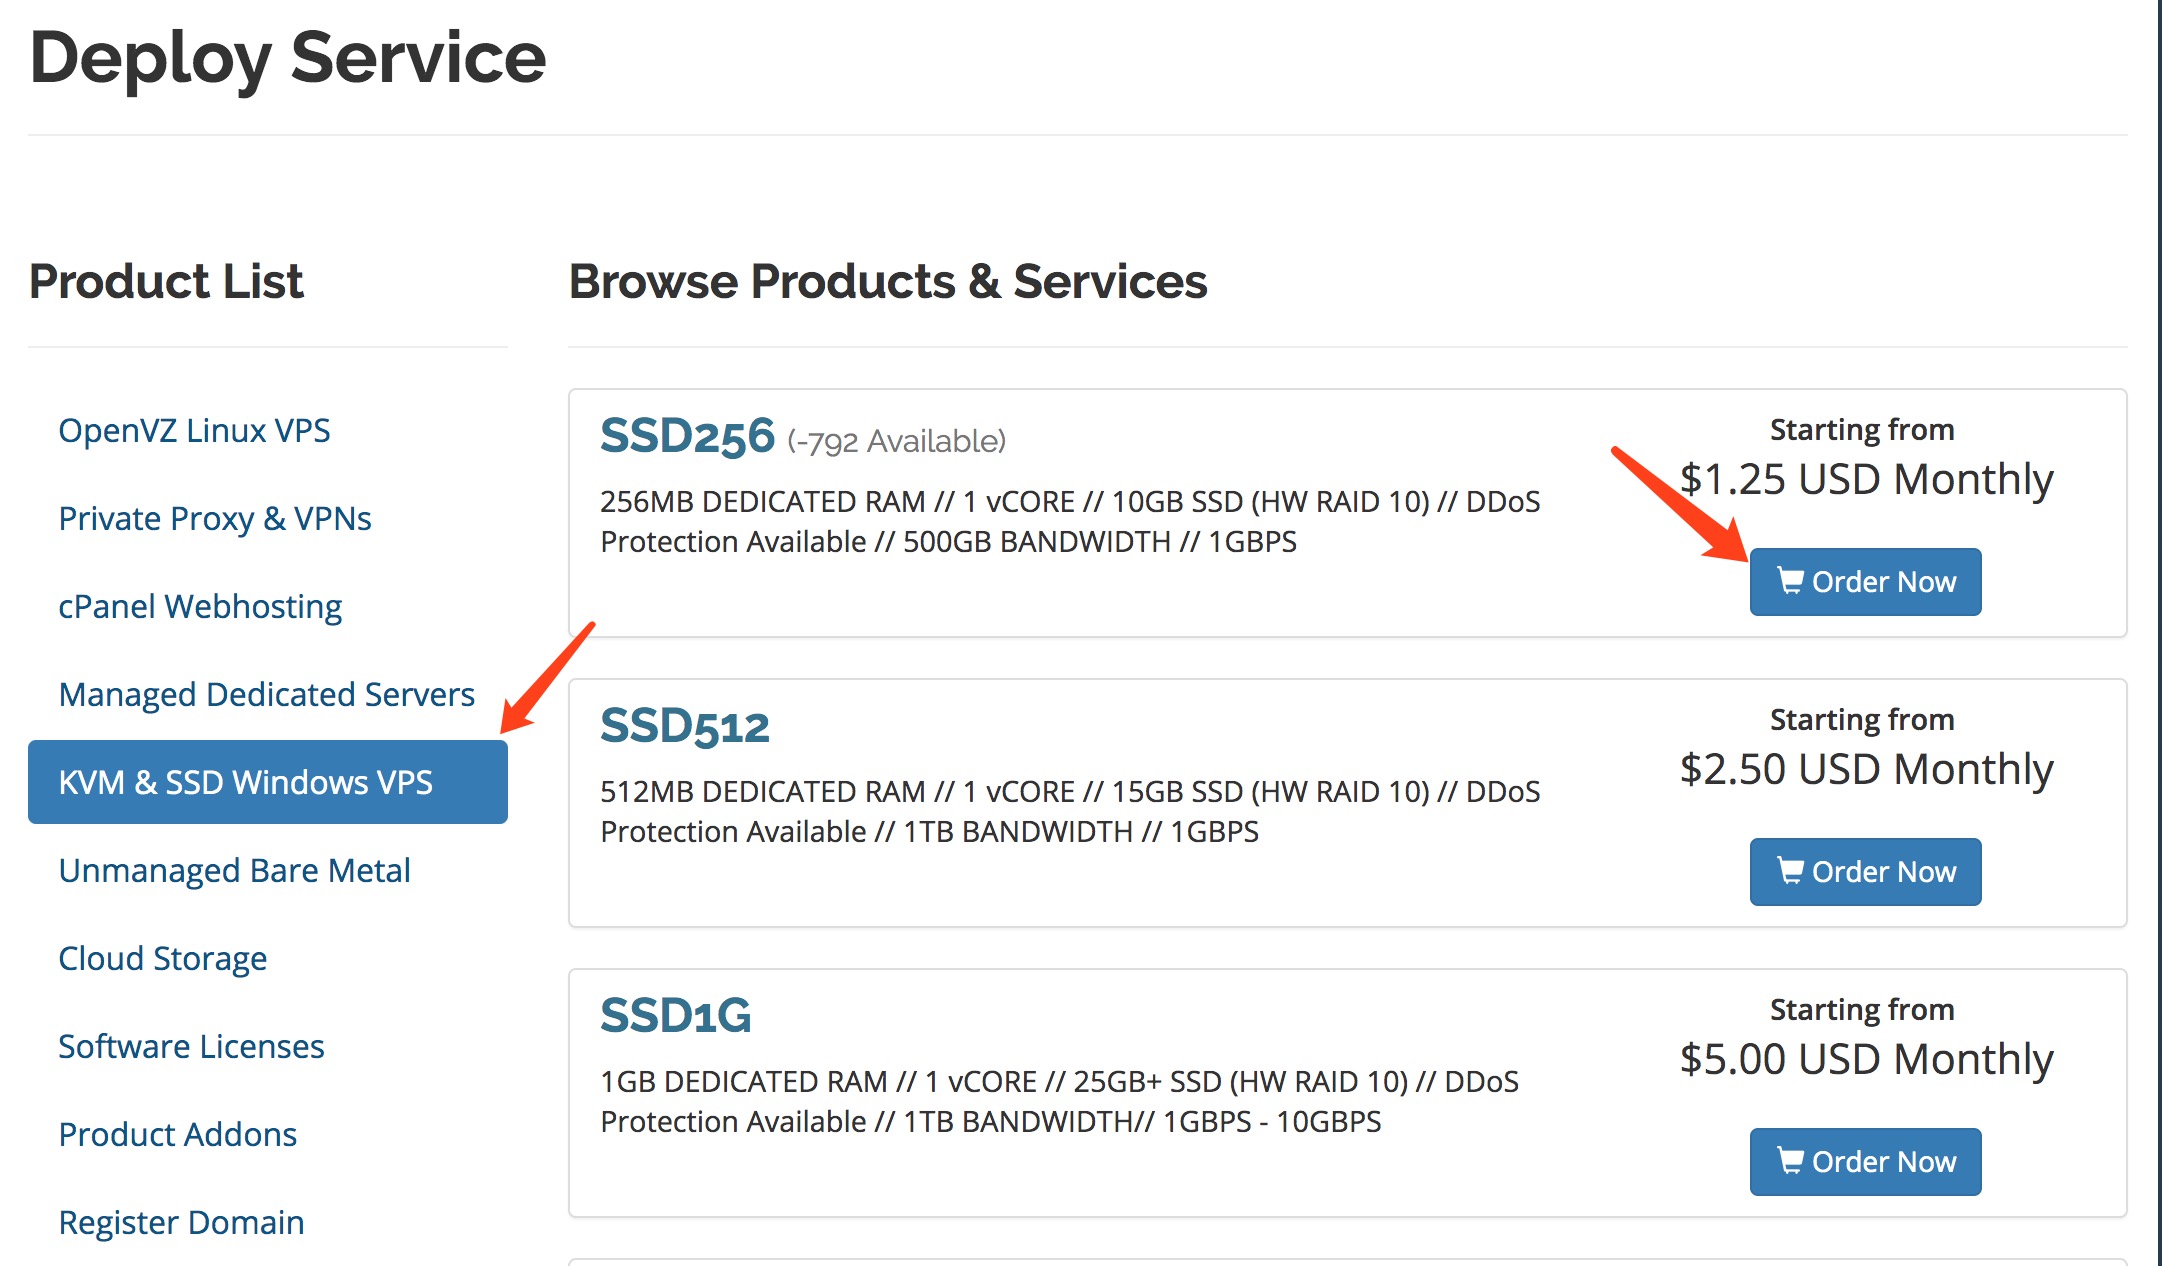 Deploy Service
Product List
OpenVZ Linux VPS
Private Proxy & VPNs
cPanel Webhosting
Managed Dedicated Servers
KVM & SSD Windows VPS
Unmanaged Bare Metal
Cloud Storage
Software Licenses
Product Addons
Register Domain
Browse Products & Services
SSD256 (-792 Available)
256MB DEDICATED RAM // 1 vCORE // 10GB SSD (HW RAID 10) // DDoS
Protection Available // 500GB BANDWIDTH // 1GBPS
Starting from
$1.25 USD Monthly
Order Now
SSD512
512MB DEDICATED RAM // 1 vCORE // 15GB SSD (HW RAID 10) // DDoS
Protection Available // 1TB BANDWIDTH // 1GBPS
Starting from
$2.50 USD Monthly
Order Now
SSD1G
1GB DEDICATED RAM // 1 vCORE // 25GB+ SSD (HW RAID 10) // DDoS
Protection Available // 1TB BANDWIDTH// 1GBPS - 10GBPS
Starting from
$5.00 USD Monthly
Order Now